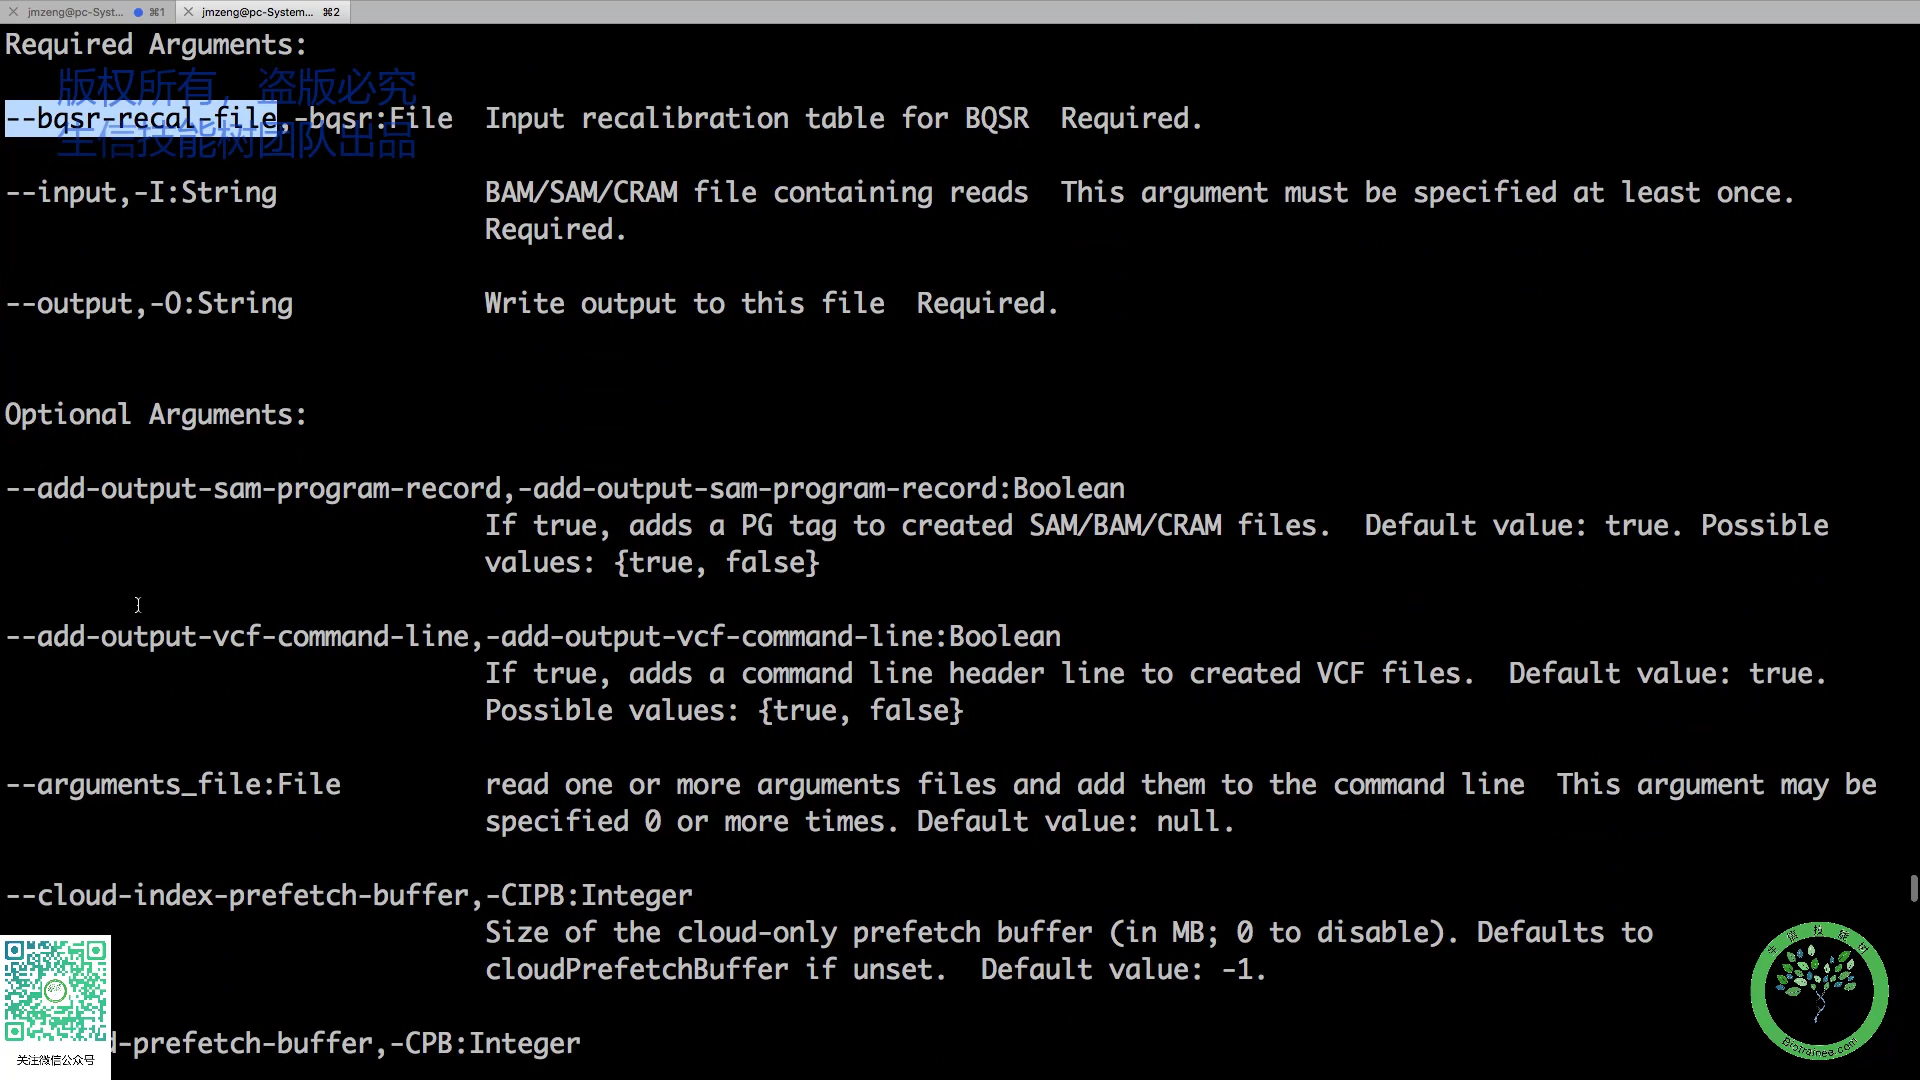 jmzeng@pc-Syst... ⌘1
jmzeng@pc-System... ⌘2
Required Arguments:
版权所有，盗版必究
--bqsr-recal-file,-bqsr:File Input recalibration table for BQSR Required.
生信技能树团队出品
--input,-I:String BAM/SAM/CRAM file containing reads This argument must be specified at least once.
Required.
--output,-O:String Write output to this file Required.
Optional Arguments:
--add-output-sam-program-record,-add-output-sam-program-record:Boolean
If true, adds a PG tag to created SAM/BAM/CRAM files. Default value: true. Possible
values: {true, false}
--add-output-vcf-command-line,-add-output-vcf-command-line:Boolean
If true, adds a command line header line to created VCF files. Default value: true.
Possible values: {true, false}
--arguments_file:File read one or more arguments files and add them to the command line This argument may be
specified 0 or more times. Default value: null.
--cloud-index-prefetch-buffer,-CIPB:Integer
Size of the cloud-only prefetch buffer (in MB; 0 to disable). Defaults to
cloudPrefetchBuffer if unset. Default value: -1.
d-prefetch-buffer,-CPB:Integer
关注微信公众号
生信技能树
Biotrainee.com